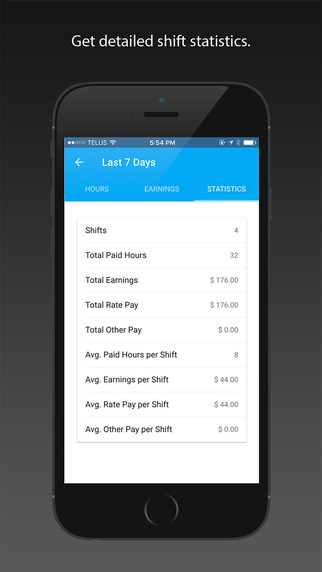 Get detailed shift statistics.
TELUS 5:54 PM
Last 7 Days
HOURS EARNINGS STATISTICS
Shifts 4
Total Paid Hours 32
Total Earnings $ 176.00
Total Rate Pay $ 176.00
Total Other Pay $ 0.00
Avg. Paid Hours per Shift 8
Avg. Earnings per Shift $ 44.00
Avg. Rate Pay per Shift $ 44.00
Avg. Other Pay per Shift $ 0.00